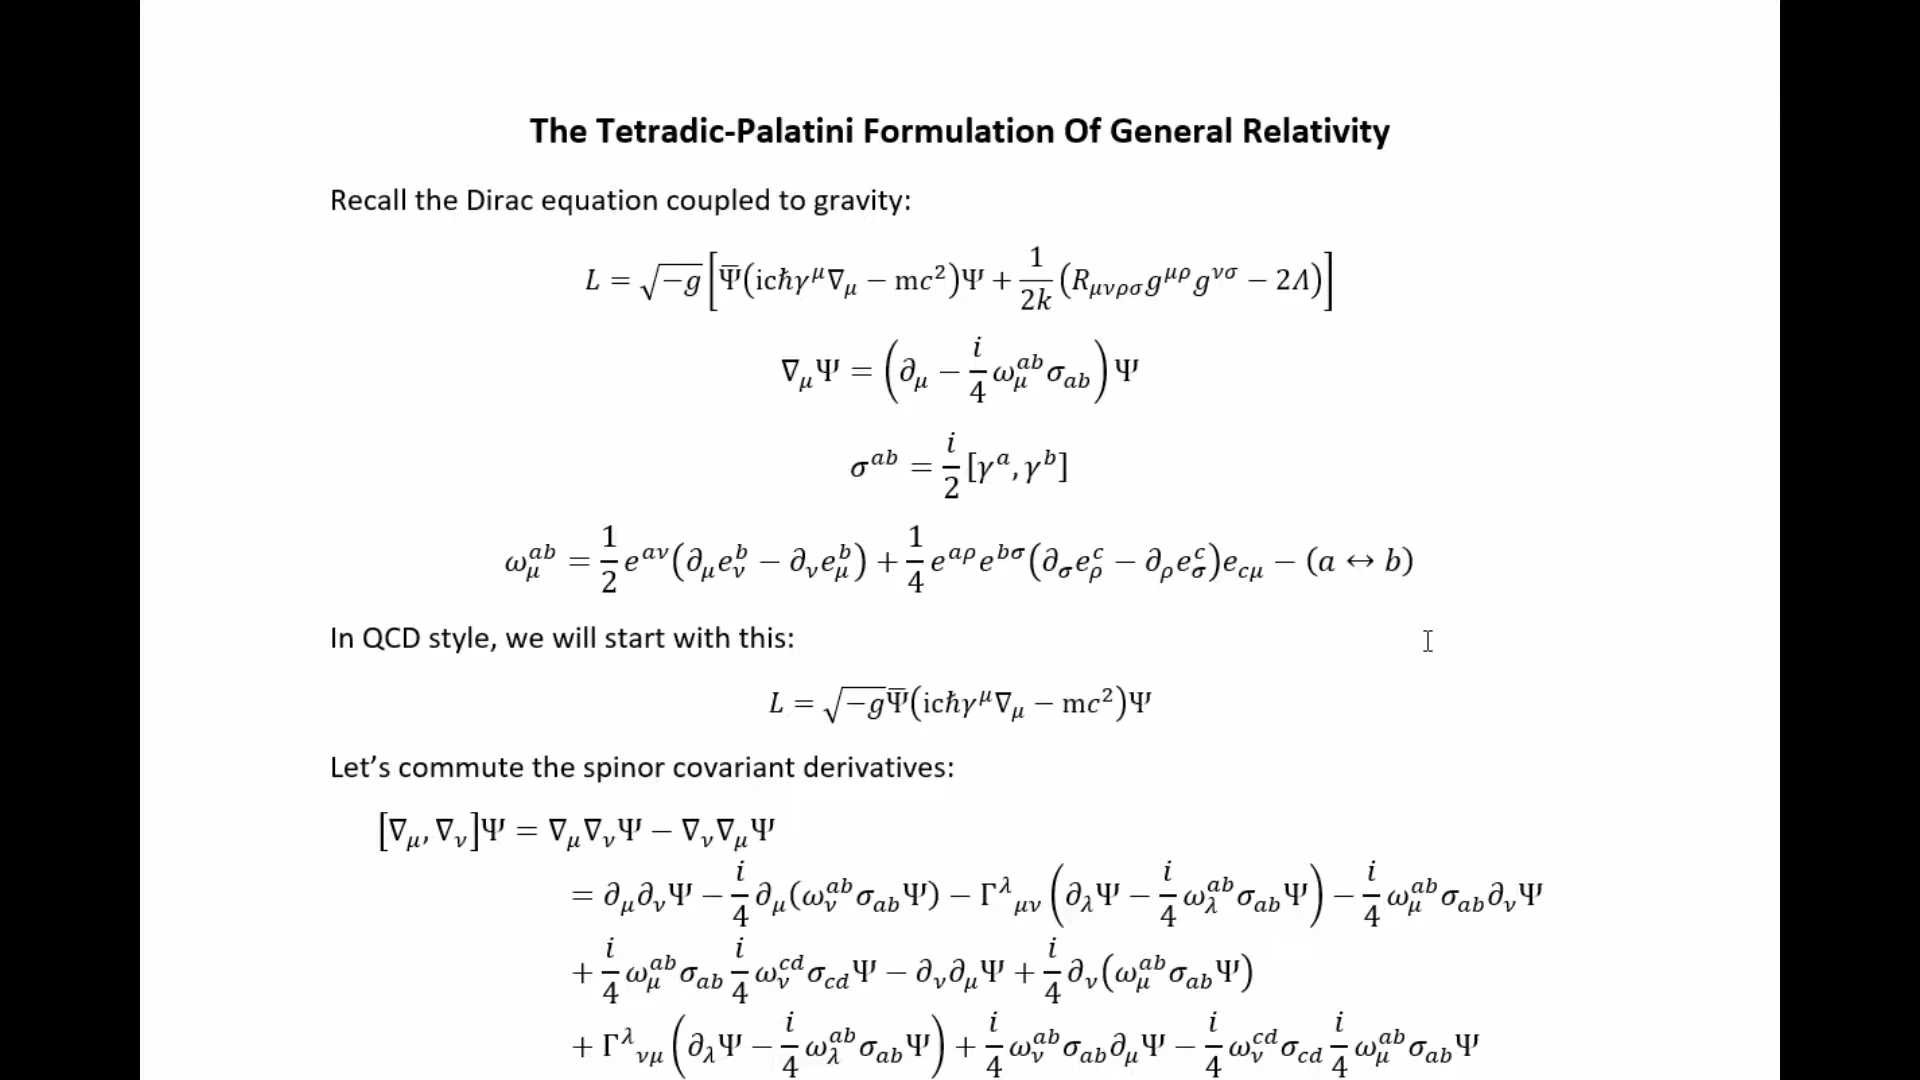 The Tetradic-Palatini Formulation Of General Relativity
Recall the Dirac equation coupled to gravity:
L = √−g [Ψ̅(icħγ^μ∇_μ − mc²)Ψ + 1/2k (R_μνρσ g^μρ g^νσ − 2Λ)]
∇_μΨ = (∂_μ − i/4 ω_μ^ab σ_ab)Ψ
σ^ab = i/2 [γ^a, γ^b]
ω_μ^ab = 1/2 e^aν(∂_μ e_ν^b − ∂_ν e_μ^b) + 1/4 e^aρ e^bσ(∂_σ e_ρ^c − ∂_ρ e_σ^c)e_cμ − (a ↔ b)
In QCD style, we will start with this:
L = √−g Ψ̅(icħγ^μ∇_μ − mc²)Ψ
Let’s commute the spinor covariant derivatives:
[∇_μ, ∇_ν]Ψ = ∇_μ∇_νΨ − ∇_ν∇_μΨ
= ∂_μ∂_νΨ − i/4 ∂_μ(ω_ν^ab σ_abΨ) − Γ^λ_μν(∂_λΨ − i/4 ω_λ^ab σ_abΨ) − i/4 ω_μ^ab σ_ab∂_νΨ
+ i/4 ω_μ^ab σ_ab i/4 ω_ν^cd σ_cdΨ − ∂_ν∂_μΨ + i/4 ∂_ν(ω_μ^ab σ_abΨ)
+ Γ^λ_νμ(∂_λΨ − i/4 ω_λ^ab σ_abΨ) + i/4 ω_ν^ab σ_ab∂_μΨ − i/4 ω_ν^cd σ_cd i/4 ω_μ^ab σ_abΨ